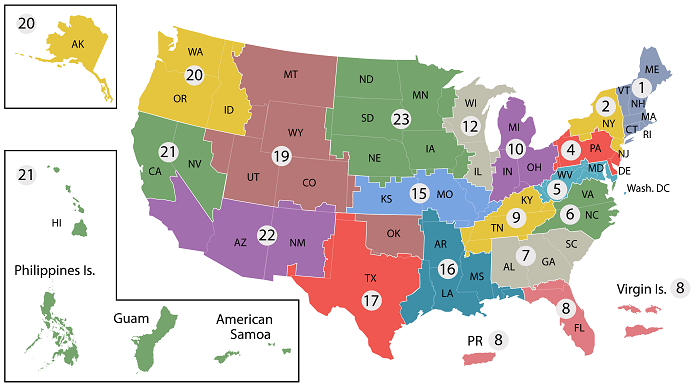 20
AK
21
HI
Philippines Is.
Guam
American
Samoa
WA
20
OR
ID
MT
WY
19
UT
CO
21
CA
NV
22
AZ
NM
ND
MN
SD
23
NE
IA
KS
15
MO
OK
TX
17
AR
16
MS
LA
WI
12
IL
MI
10
IN
OH
KY
9
TN
7
AL
GA
SC
8
FL
PR 8
Virgin Is. 8
VA
6
NC
WV
MD
5
DE
Wash. DC
4
PA
NJ
2
NY
1
ME
VT
NH
MA
CT
RI